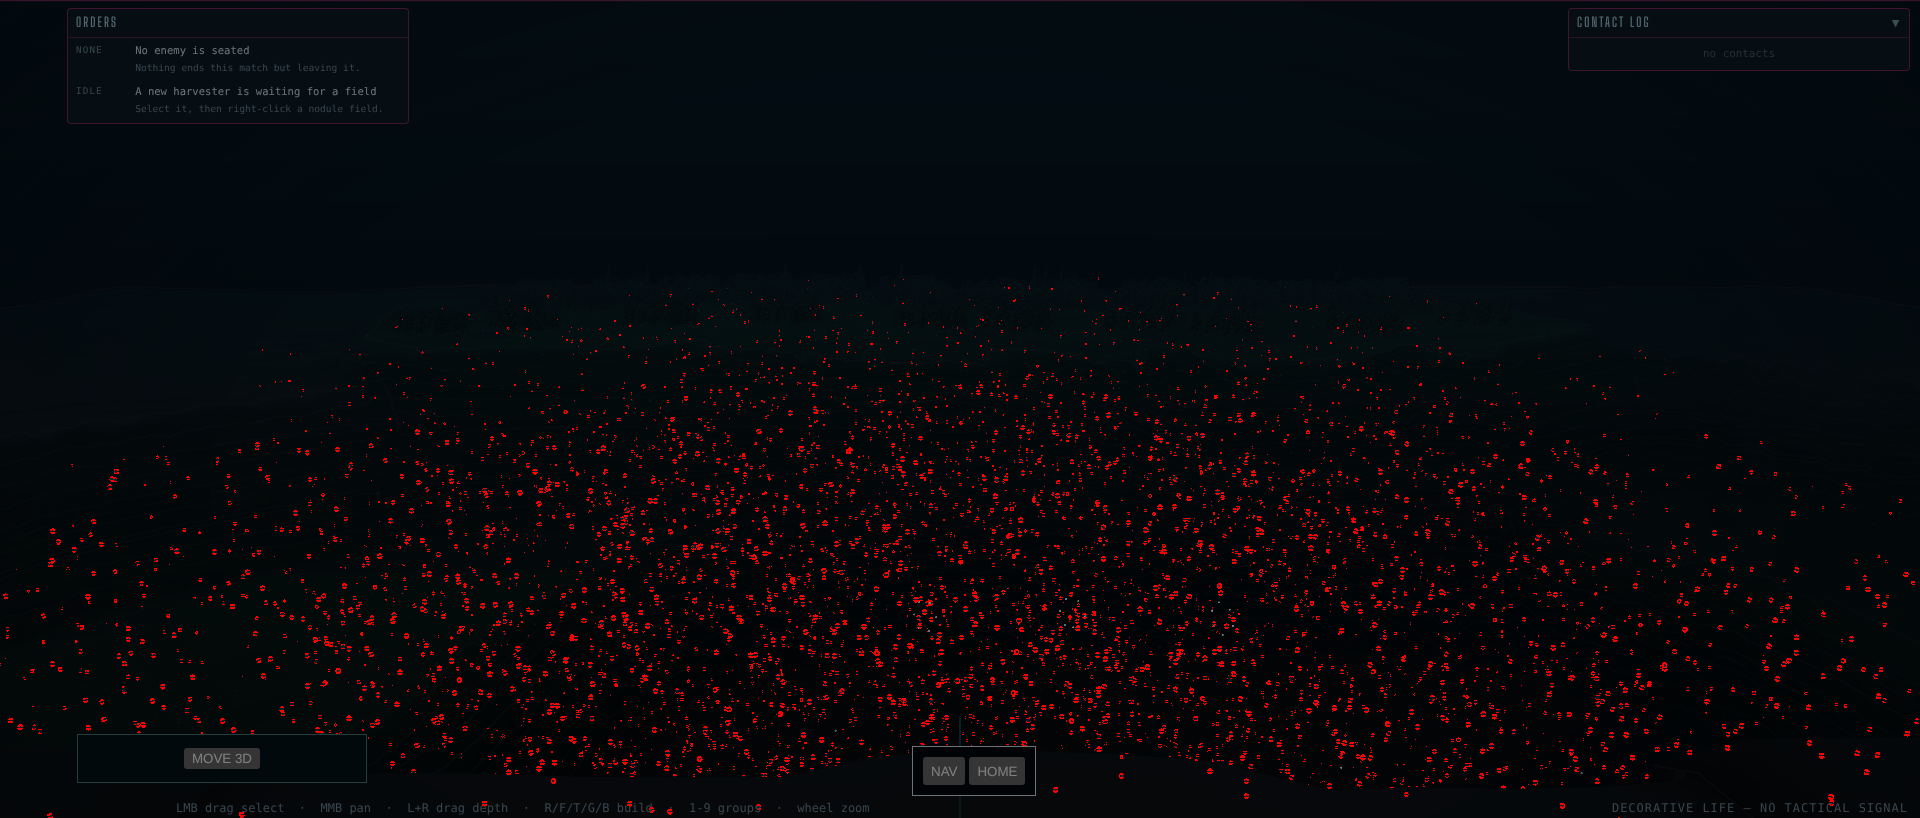 ORDERS
NONE No enemy is seated
Nothing ends this match but leaving it.
IDLE A new harvester is waiting for a field
Select it, then right-click a nodule field.
CONTACT LOG ▼
no contacts
MOVE 3D
NAV HOME
LMB drag select · MMB pan · L+R drag depth · R/F/T/G/B build · 1-9 groups · wheel zoom
DECORATIVE LIFE — NO TACTICAL SIGNAL